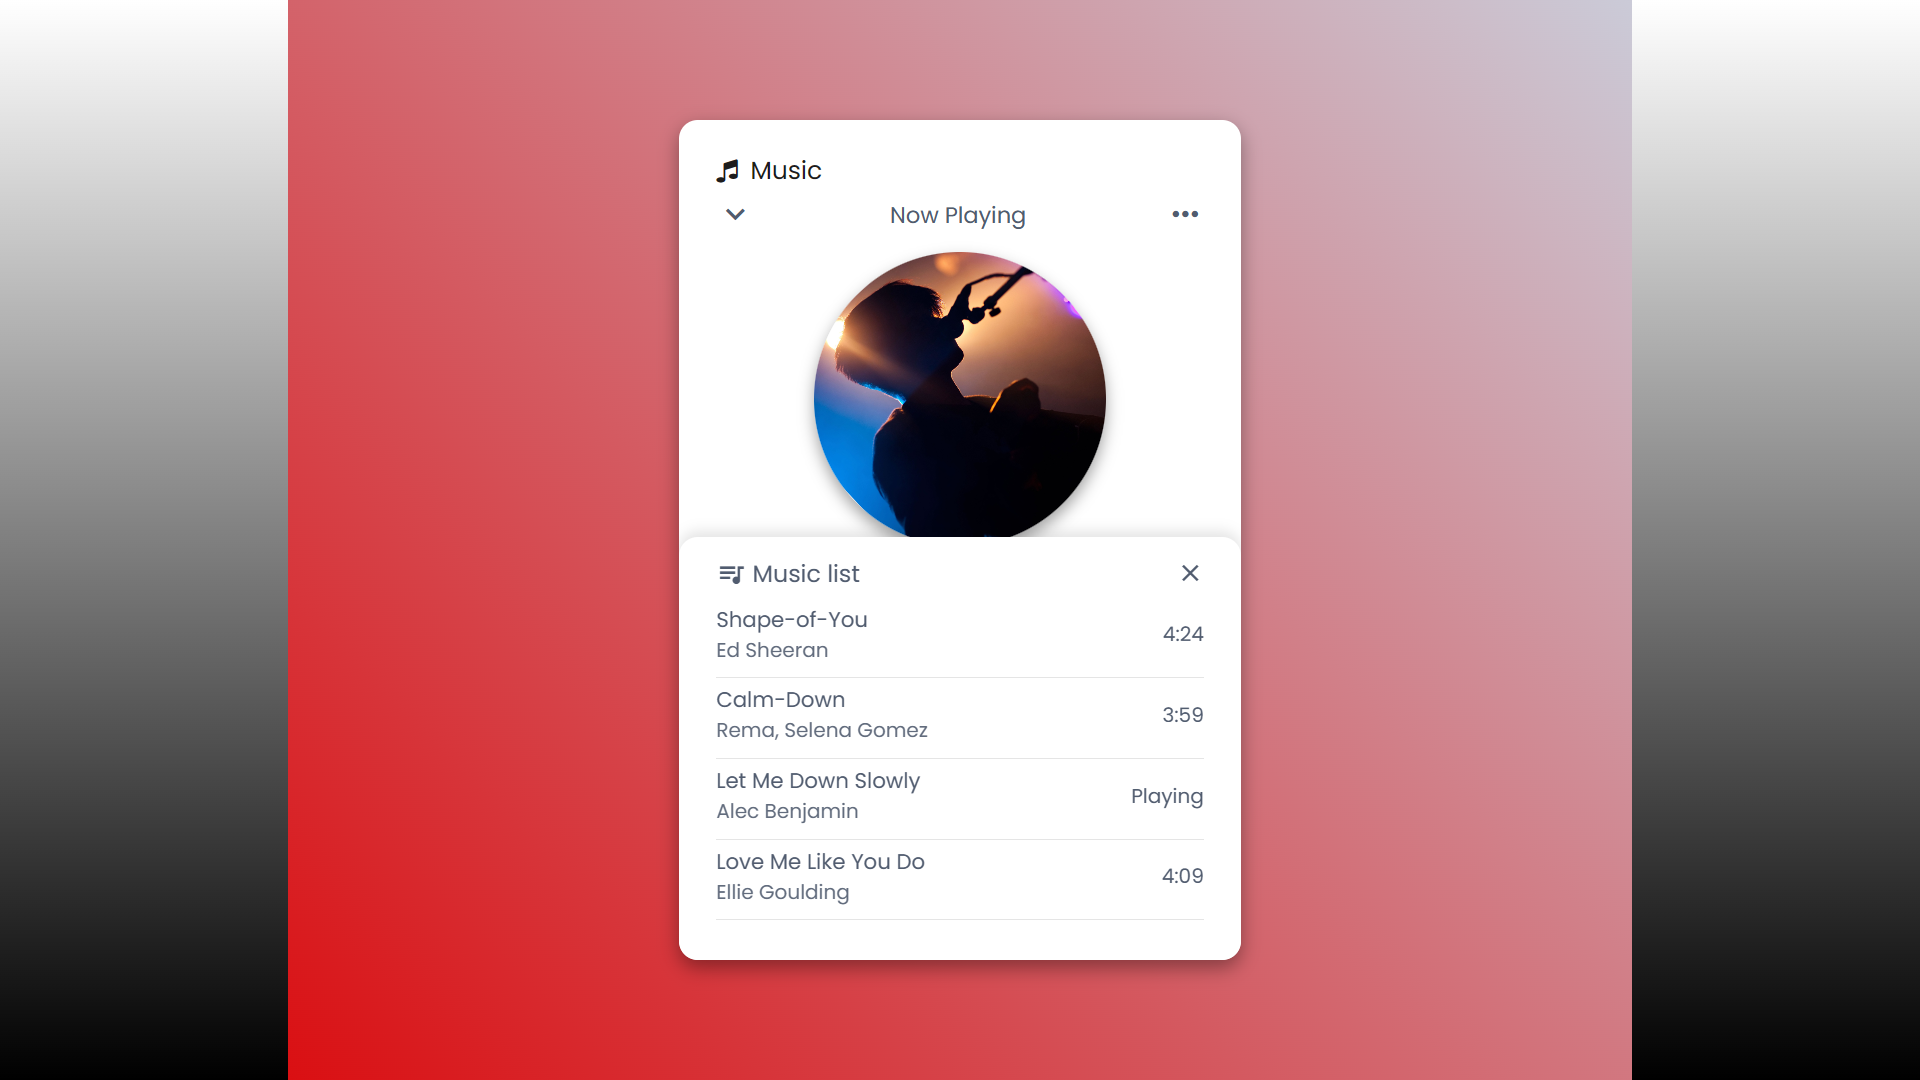 Music
Now Playing
Music list
Shape-of-You
Ed Sheeran
4:24
Calm-Down
Rema, Selena Gomez
3:59
Let Me Down Slowly
Alec Benjamin
Playing
Love Me Like You Do
Ellie Goulding
4:09